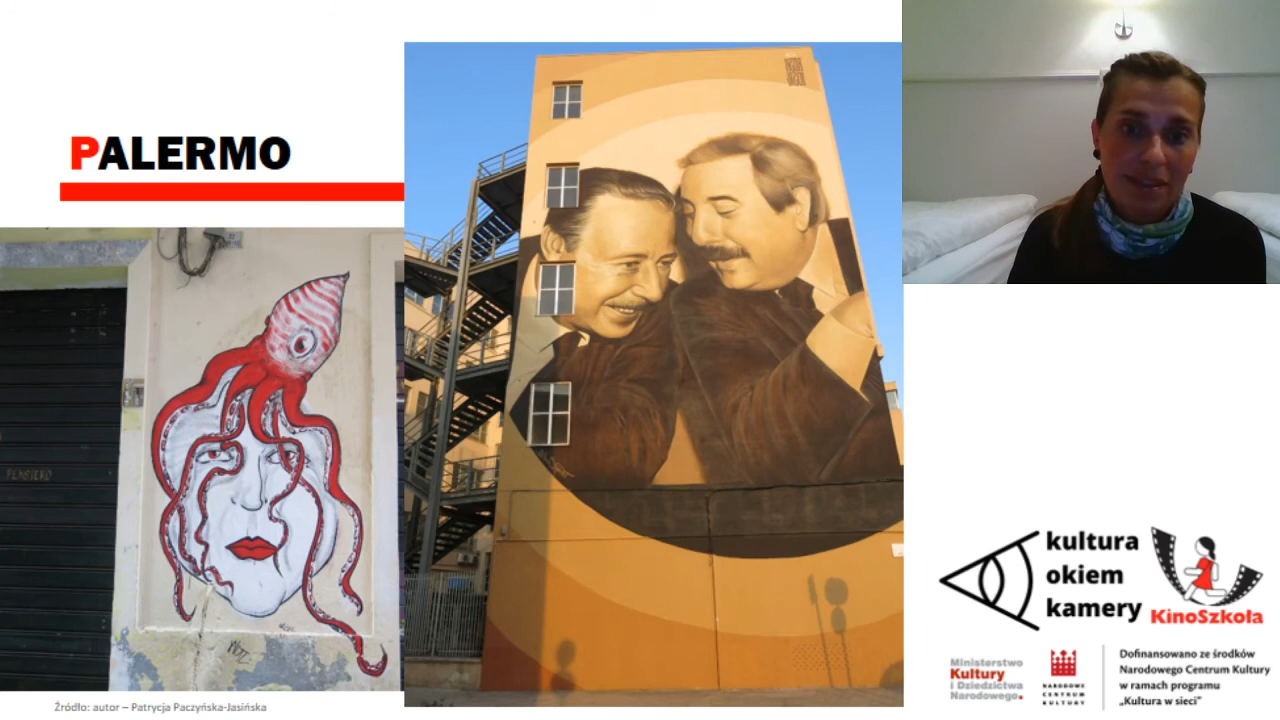 PALERMO
Źródło: autor – Patrycja Paczyńska-Jasińska
kultura
okiem
kamery
KinoSzkoła
Ministerstwo
Kultury
i Dziedzictwa
Narodowego.
NARODOWE
CENTRUM
KULTURY
Dofinansowano ze środków
Narodowego Centrum Kultury
w ramach programu
„Kultura w sieci”